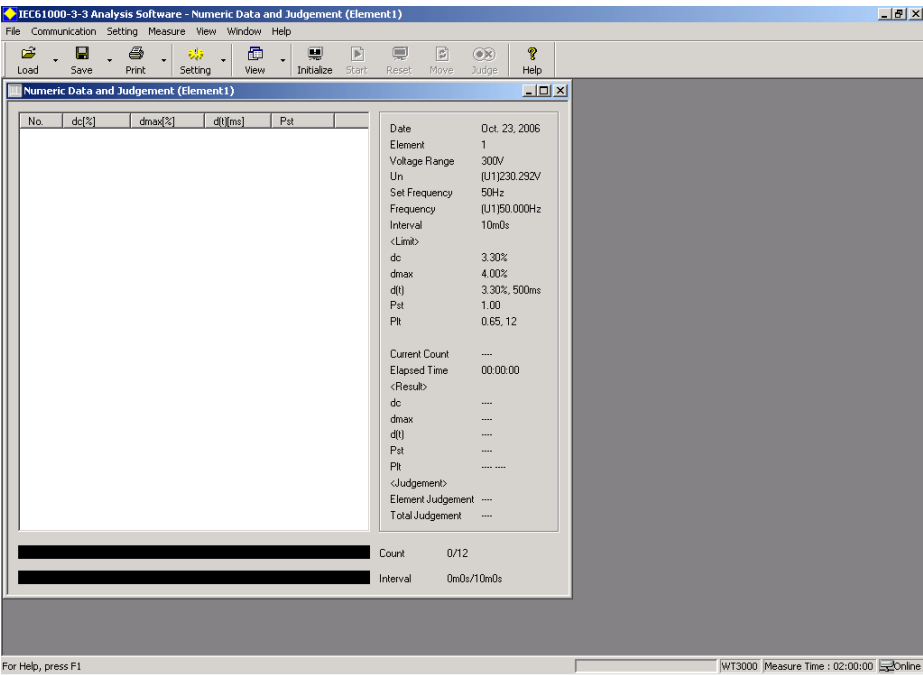 IEC61000-3-3 Analysis Software - Numeric Data and Judgement (Element1)
File Communication Setting Measure View Window Help
Load Save Print Setting View Initialize Start Reset Move Judge Help
Numeric Data and Judgement (Element1)
No. dc[%] dmax[%] d(t)[ms] Pst
Date Oct. 23, 2006
Element 1
Voltage Range 300V
Un (U1)230.292V
Set Frequency 50Hz
Frequency (U1)50.000Hz
Interval 10m0s
<Limit>
dc 3.30%
dmax 4.00%
d(t) 3.30%, 500ms
Pst 1.00
Plt 0.65, 12
Current Count ----
Elapsed Time 00:00:00
<Result>
dc ----
dmax ----
d(t) ----
Pst ----
Plt ---- ----
<Judgement>
Element Judgement ----
Total Judgement ----
Count 0/12
Interval 0m0s/10m0s
For Help, press F1 WT3000 Measure Time : 02:00:00 Online